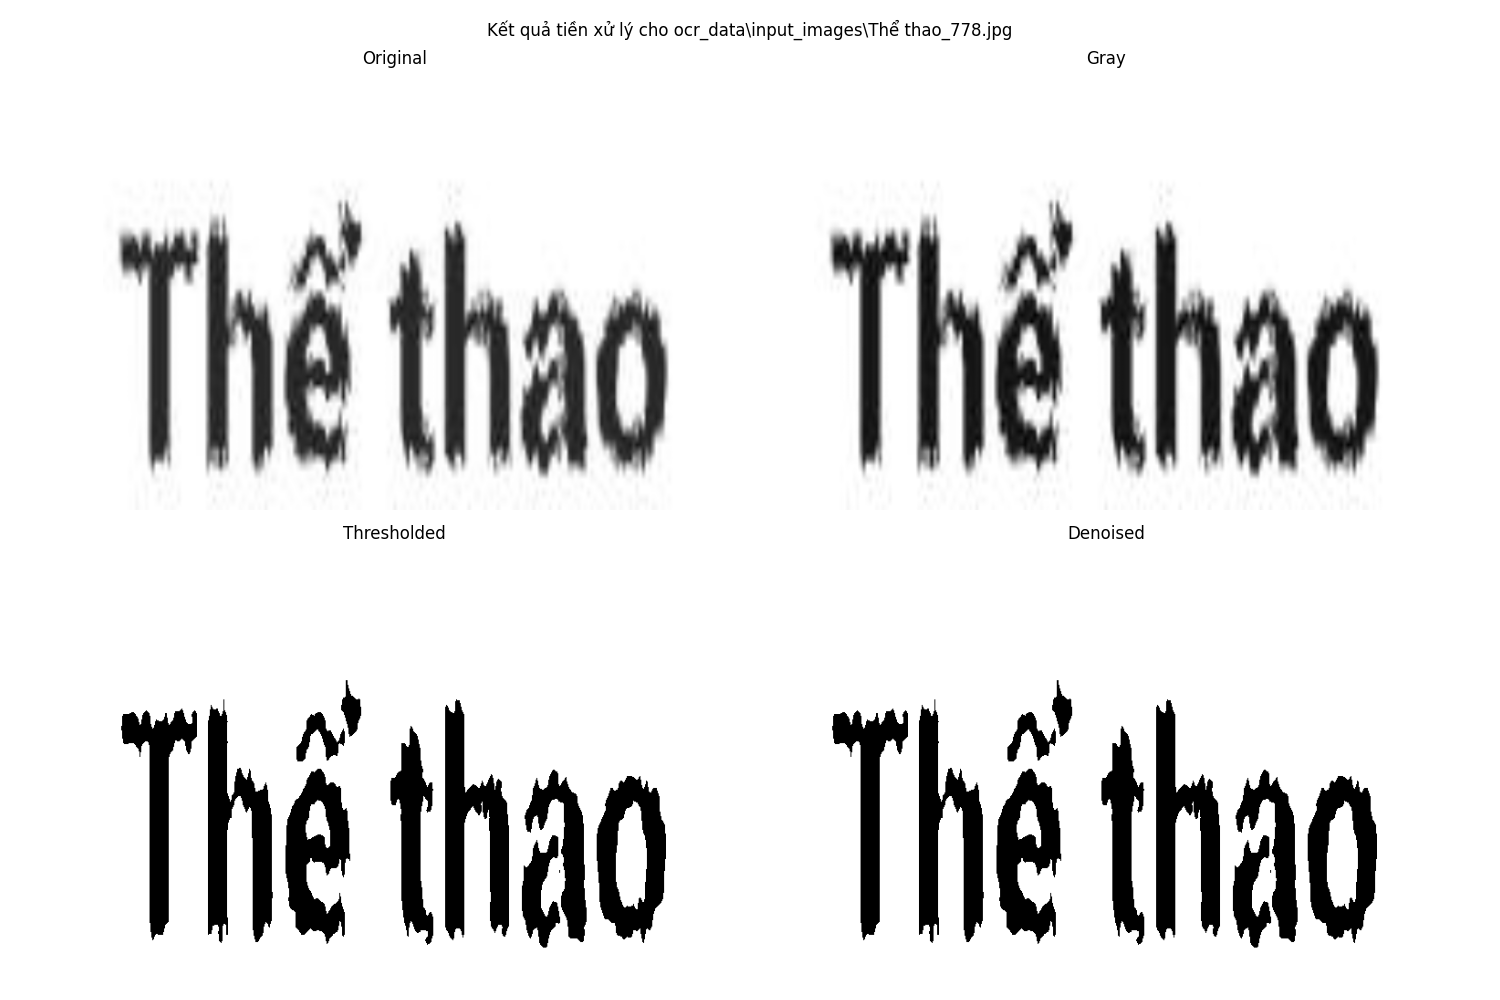 Kết quả tiền xử lý cho ocr_data\input_images\Thể thao_778.jpg
Original
Gray
Thể thao
Thể thao
Thresholded
Denoised
Thể thao
Thể thao